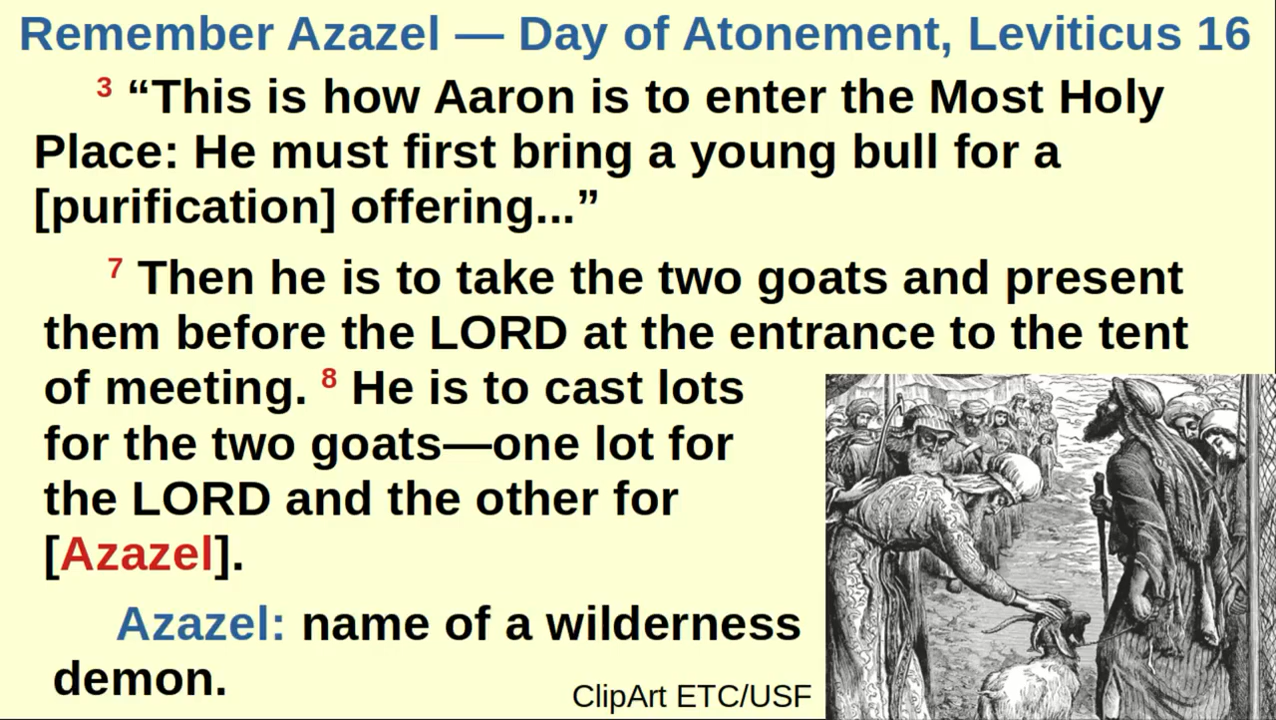 Remember Azazel — Day of Atonement, Leviticus 16
3 “This is how Aaron is to enter the Most Holy
Place: He must first bring a young bull for a
[purification] offering...”
7 Then he is to take the two goats and present
them before the LORD at the entrance to the tent
of meeting. 8 He is to cast lots
for the two goats—one lot for
the LORD and the other for
[Azazel].
Azazel: name of a wilderness
demon.
ClipArt ETC/USF